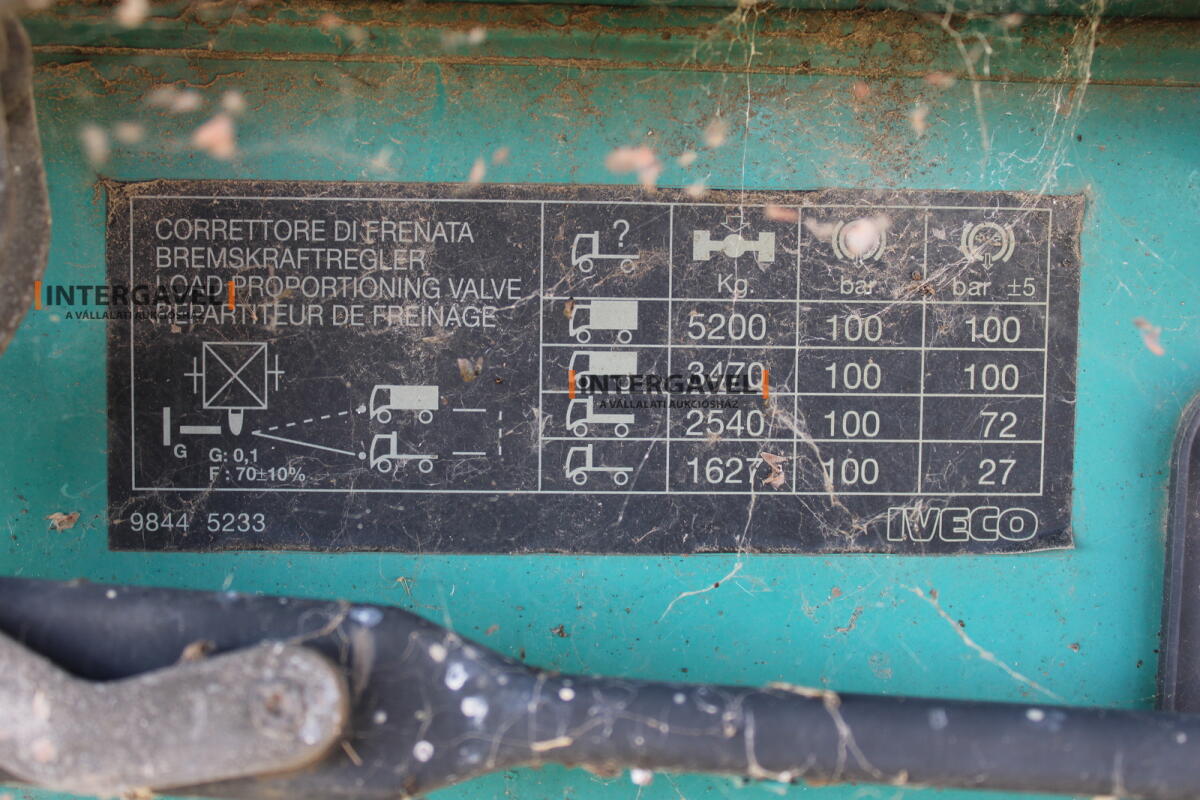 CORRETTORE DI FRENATA
BREMSKRAFTREGLER
LOAD PROPORTIONING VALVE
REPARTITEUR DE FREINAGE
INTERGAVEL
A VÁLLALATI AUKCIÓSHÁZ
G
G: 0,1
F: 70±10%
? Kg. bar bar ±5
5200 100 100
3470 100 100
INTERGAVEL
A VÁLLALATI AUKCIÓSHÁZ
2540 100 72
1627 100 27
9844 5233
IVECO